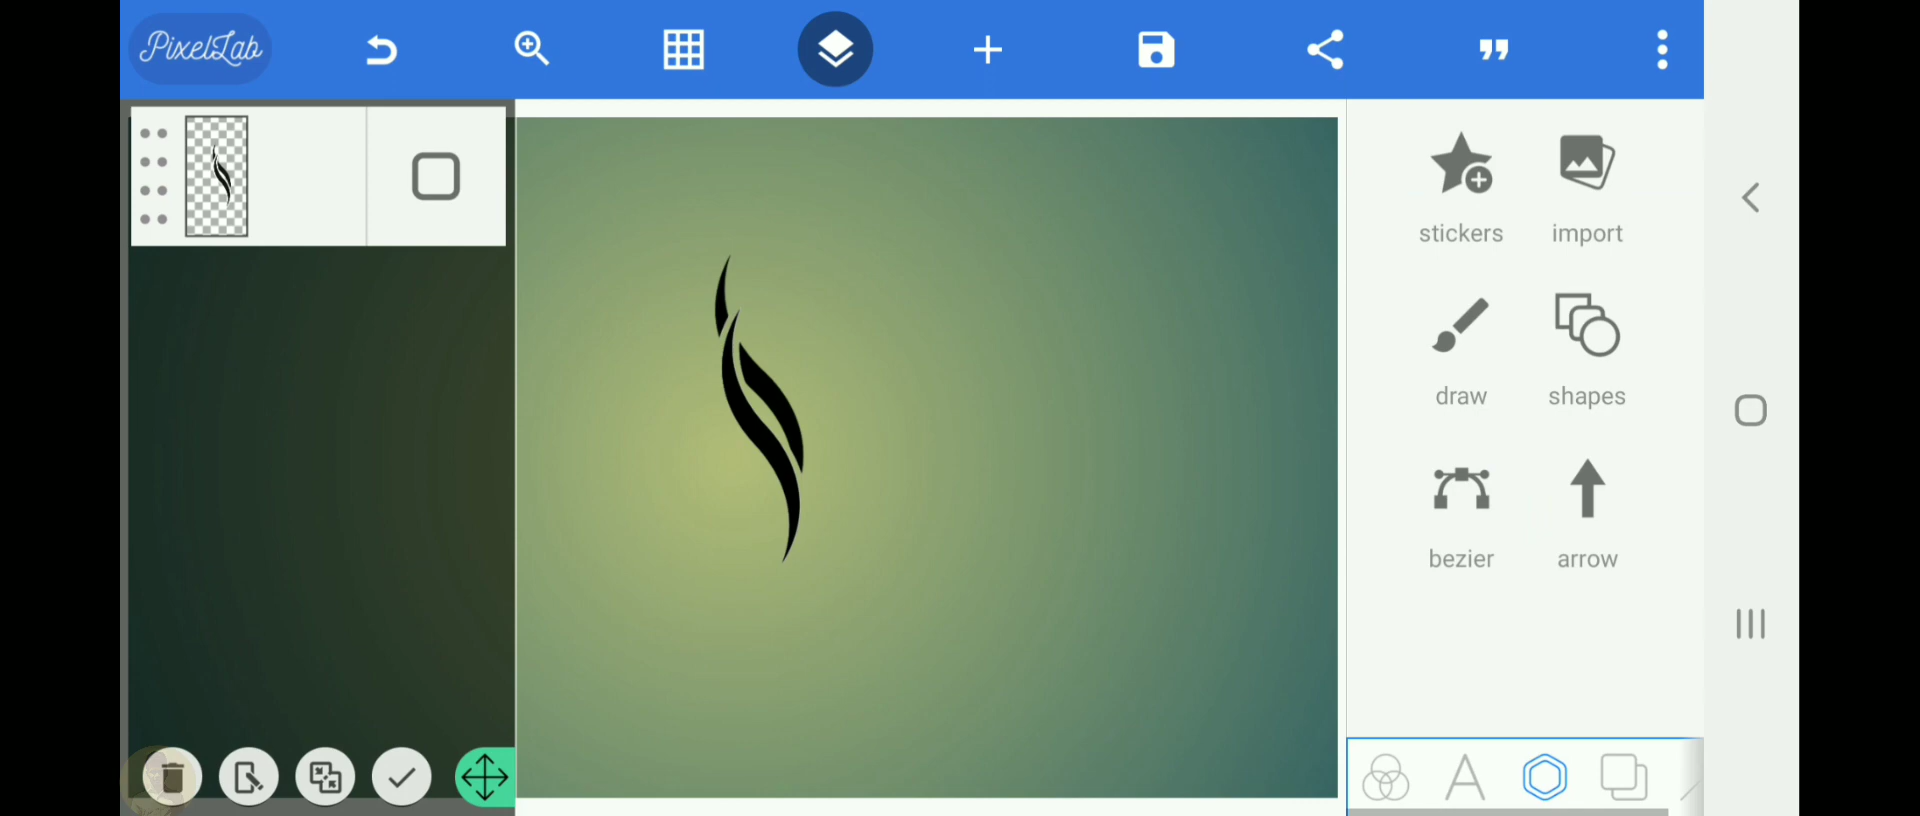 PixelLab
stickers
import
draw
shapes
bezier
arrow